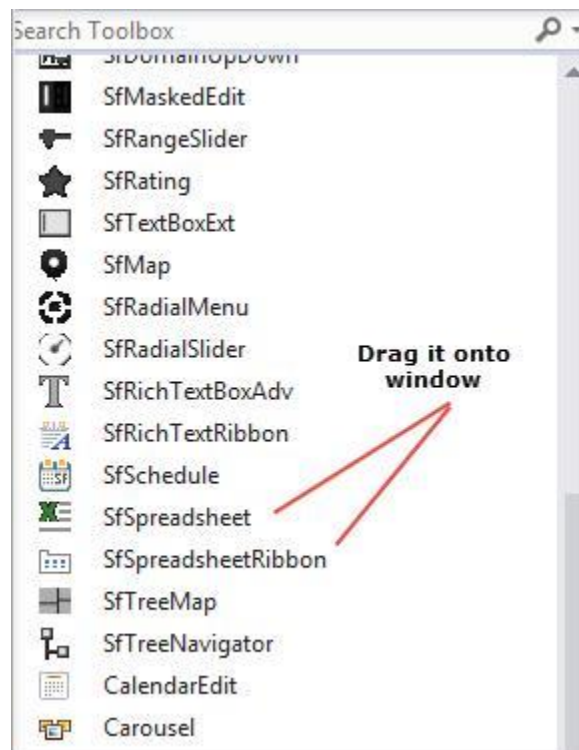 Search Toolbox
SfDomainUpDown
SfMaskedEdit
SfRangeSlider
SfRating
SfTextBoxExt
SfMap
SfRadialMenu
SfRadialSlider
Drag it onto
window
SfRichTextBoxAdv
SfRichTextRibbon
SfSchedule
SfSpreadsheet
SfSpreadsheetRibbon
SfTreeMap
SfTreeNavigator
CalendarEdit
Carousel